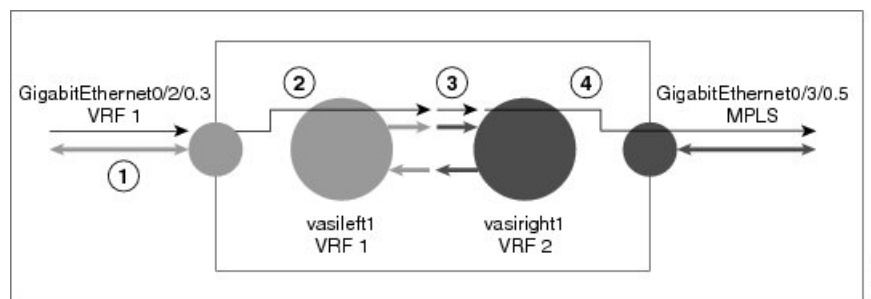 GigabitEthernet0/2/0.3
VRF 1
1
2
3
4
GigabitEthernet0/3/0.5
MPLS
vasileft1
VRF 1
vasiright1
VRF 2